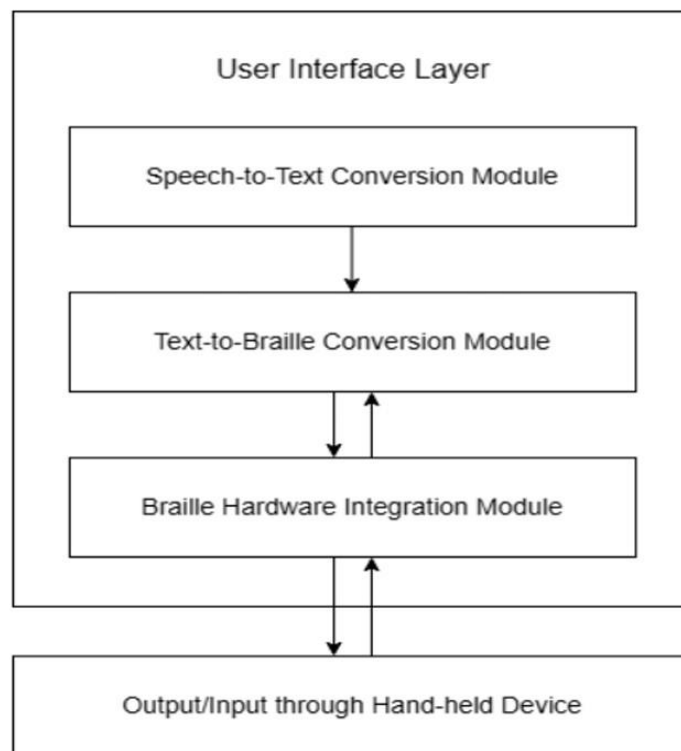 User Interface Layer
Speech-to-Text Conversion Module
Text-to-Braille Conversion Module
Braille Hardware Integration Module
Output/Input through Hand-held Device